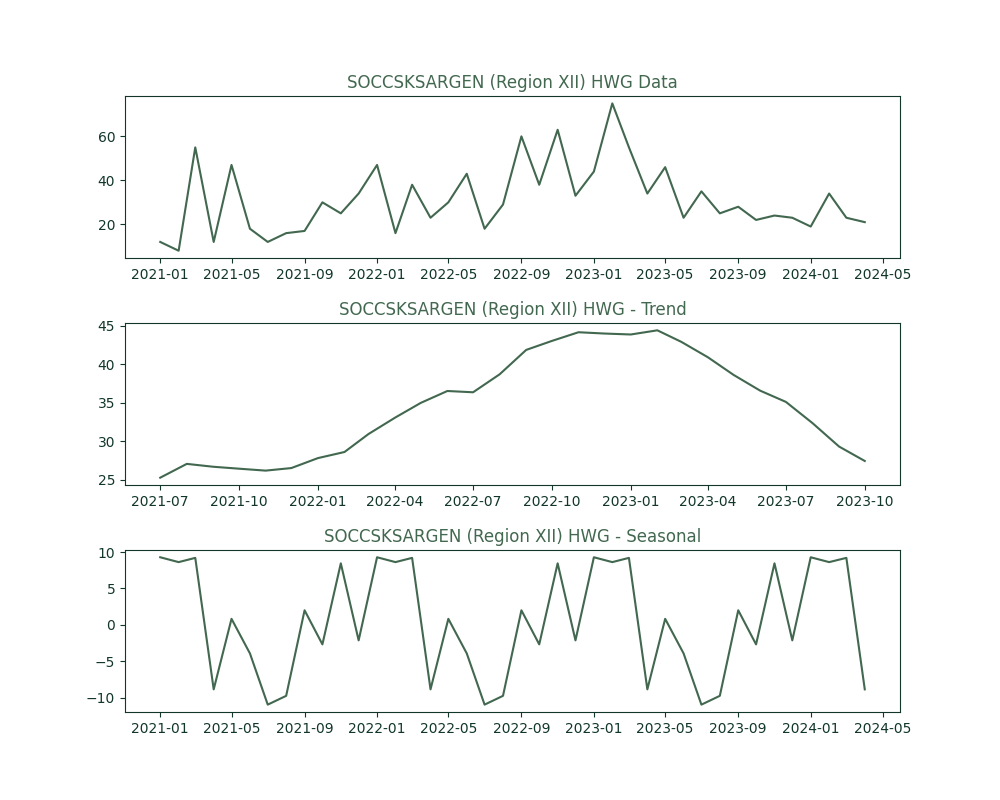 SOCCSKSARGEN (Region XII) HWG Data
60
40
20
2021-01 2021-05 2021-09 2022-01 2022-05 2022-09 2023-01 2023-05 2023-09 2024-01 2024-05
SOCCSKSARGEN (Region XII) HWG - Trend
45
40
35
30
25
2021-07 2021-10 2022-01 2022-04 2022-07 2022-10 2023-01 2023-04 2023-07 2023-10
SOCCSKSARGEN (Region XII) HWG - Seasonal
10
5
0
−5
−10
2021-01 2021-05 2021-09 2022-01 2022-05 2022-09 2023-01 2023-05 2023-09 2024-01 2024-05